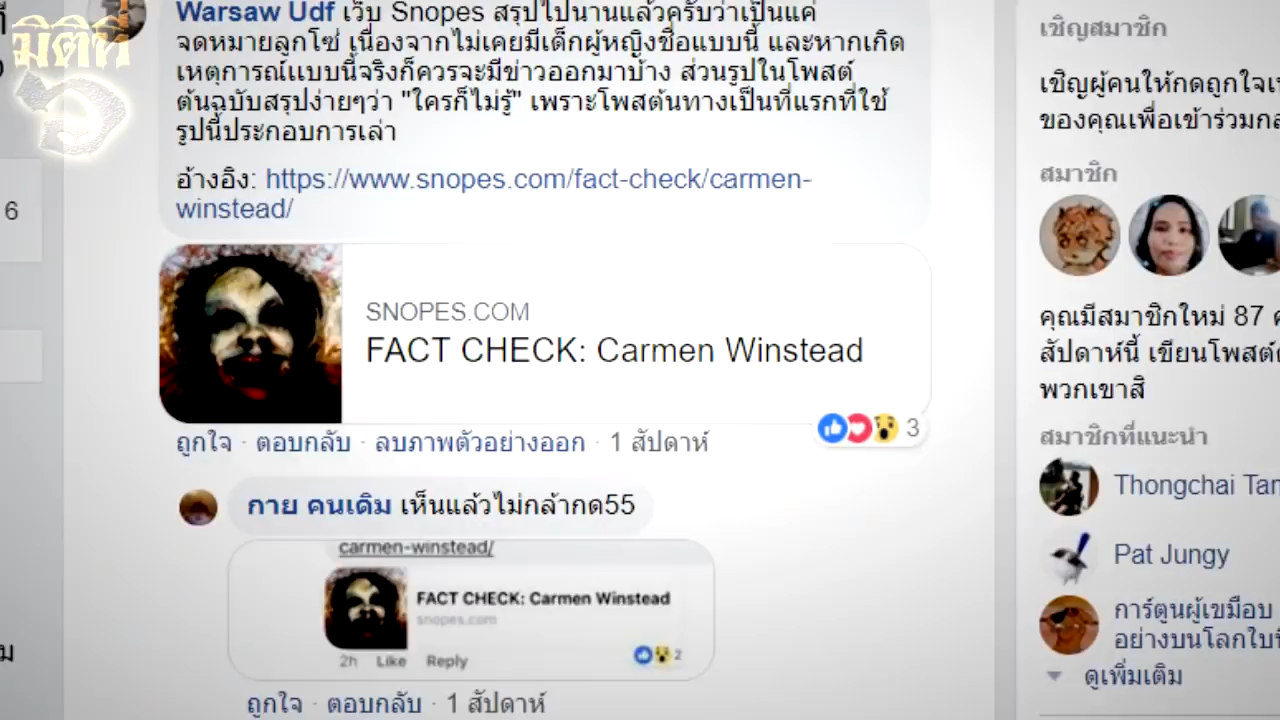 มิติที่
6
Warsaw Udf เว็บ Snopes สรุปไปนานแล้วครับว่าเป็นแค่
จดหมายลูกโซ่ เนื่องจากไม่เคยมีเด็กผู้หญิงชื่อแบบนี้ และหากเกิด
เหตุการณ์แบบนี้จริงก็ควรจะมีข่าวออกมาบ้าง ส่วนรูปในโพสต์
ต้นฉบับสรุปง่ายๆว่า "ใครก็ไม่รู้" เพราะโพสต้นทางเป็นที่แรกที่ใช้
รูปนี้ประกอบการเล่า
อ้างอิง: https://www.snopes.com/fact-check/carmen-
winstead/
SNOPES.COM
FACT CHECK: Carmen Winstead
3
ถูกใจ · ตอบกลับ · ลบภาพตัวอย่างออก · 1 สัปดาห์
กาย คนเดิม เห็นแล้วไม่กล้ากด55
carmen-winstead/
FACT CHECK: Carmen Winstead
snopes.com
2h Like Reply
2
ถูกใจ · ตอบกลับ · 1 สัปดาห์
เชิญสมาชิก
เชิญผู้คนให้กดถูกใจ
ของคุณเพื่อเข้าร่วม
สมาชิก
คุณมีสมาชิกใหม่ 87
สัปดาห์นี้ เขียนโพสต์
พวกเขาสิ
สมาชิกที่แนะนำ
Thongchai
Pat Jungy
การ์ตูนผู้เขมือบ
อย่างบนโลก
ดูเพิ่มเติม